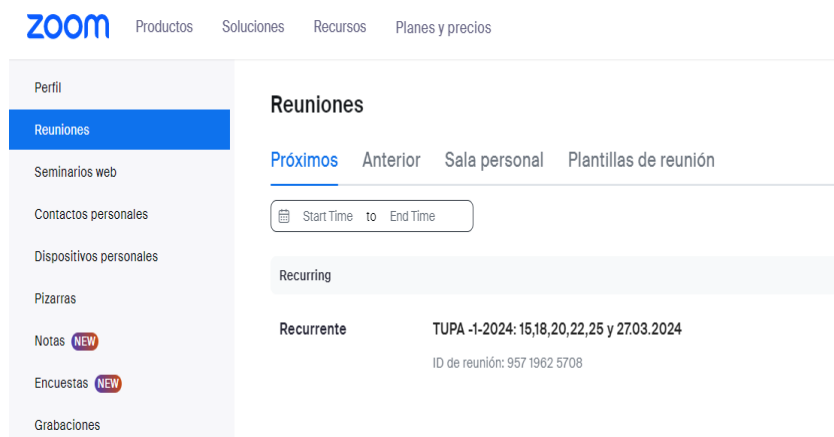 zoom Productos Soluciones Recursos Planes y precios
Perfil
Reuniones
Seminarios web
Contactos personales
Dispositivos personales
Pizarras
Notas NEW
Encuestas NEW
Grabaciones
Reuniones
Próximos Anterior Sala personal Plantillas de reunión
Start Time to End Time
Recurring
Recurrente TUPA -1-2024: 15,18,20,22,25 y 27.03.2024
ID de reunión: 957 1962 5708